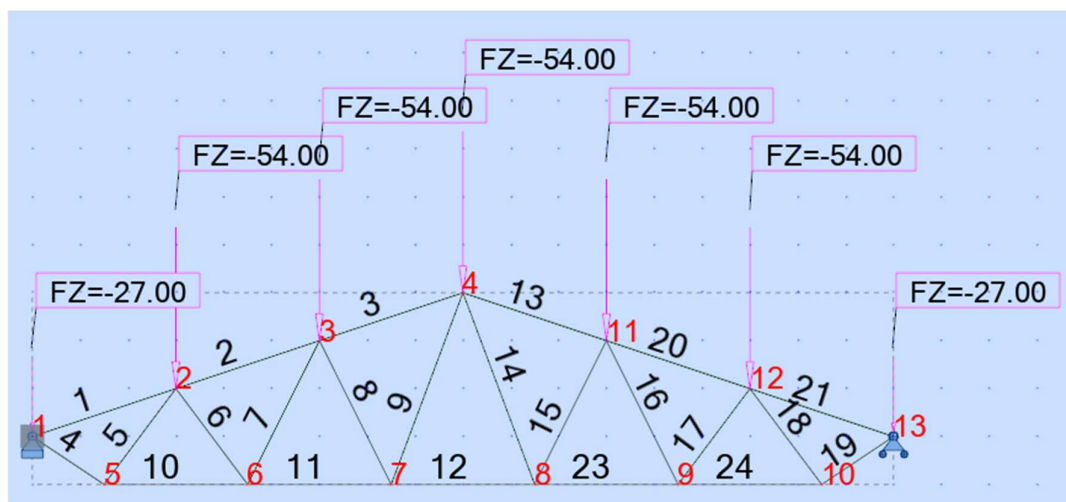 FZ=-54.00
FZ=-54.00 FZ=-54.00
FZ=-54.00 FZ=-54.00
FZ=-27.00 FZ=-27.00
4 13
3
3 11 20
2
2 12 21
1 8 9 14
1 6 7 15 16 18 13
4 5 17 19
5 10 6 11 7 12 8 23 9 24 10